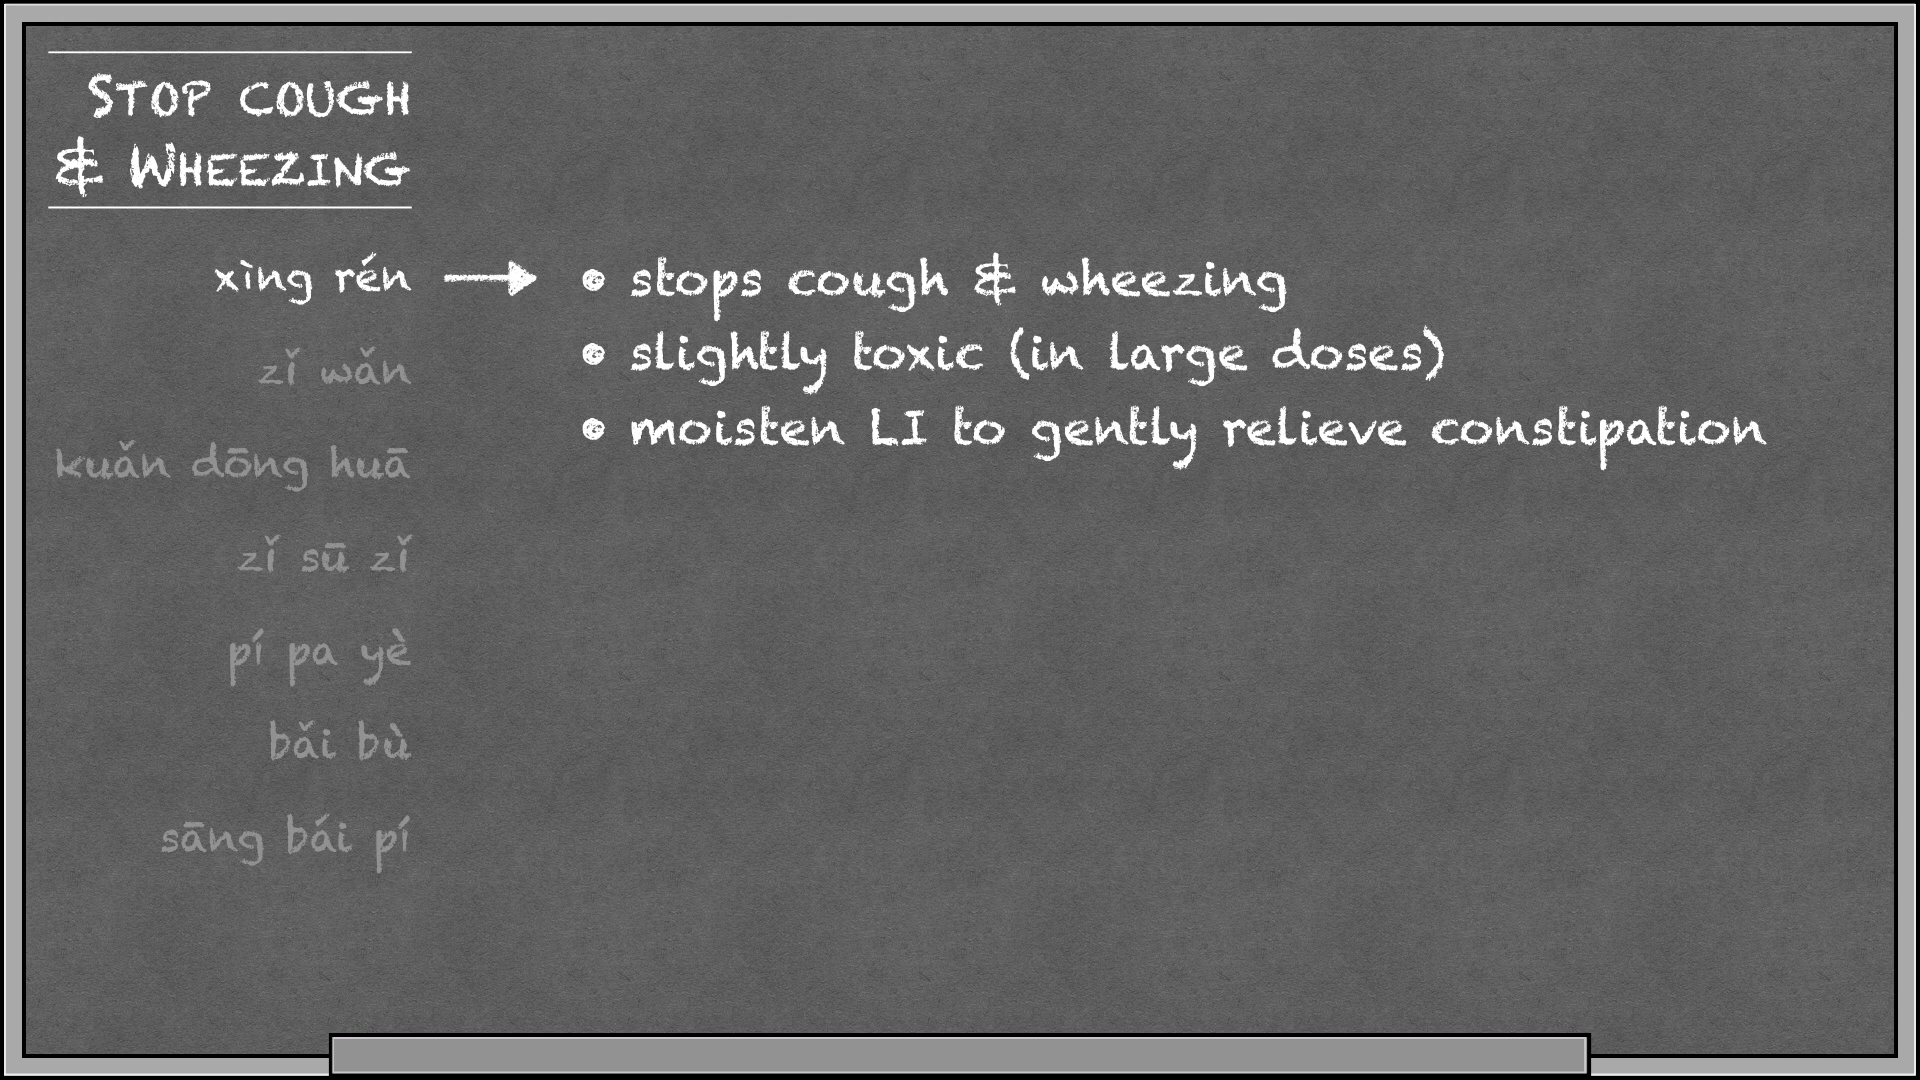 STOP COUGH
& WHEEZING
xìng rén → • stops cough & wheezing
• slightly toxic (in large doses)
• moisten LI to gently relieve constipation
zǐ wǎn
kuǎn dōng huā
zǐ sū zǐ
pí pa yè
bǎi bù
sāng bái pí